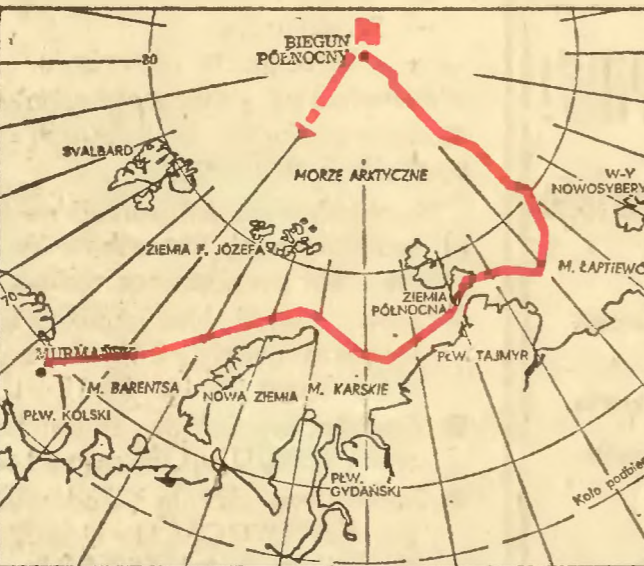 BIEGUN
PÓŁNOCNY
80
SVALBARD
MORZE ARKTYCZNE
W-Y
NOWOSYBERY
ZIEMIA F. JÓZEFA
M. ŁAPTIEWÓ
ZIEMIA
PÓŁNOCNA
70
MURMAŃSK
PŁW. TAJMYR
M. BARENTSA
NOWA ZIEMIA
M. KARSKIE
PŁW. KOLSKI
PŁW.
GYDAŃSKI
Koło podbie